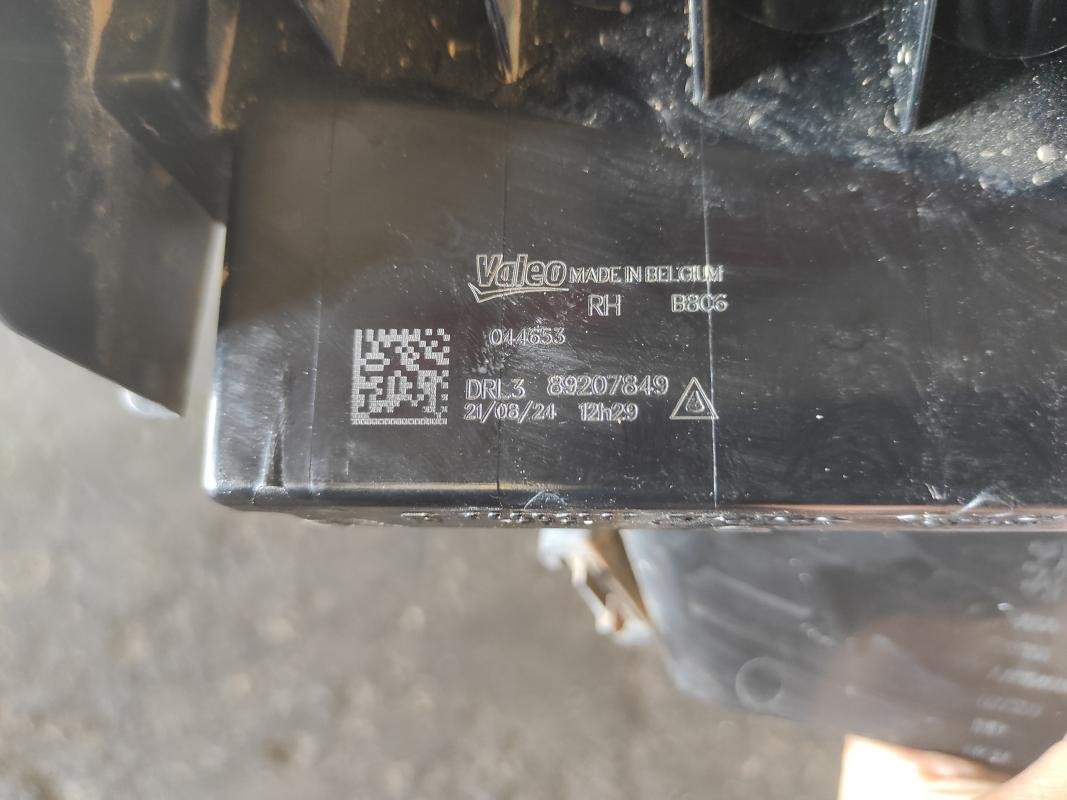 Valeo MADE IN BELGIUM
RH B8C6
044653
DRL3 89207849
21/08/24 12h29